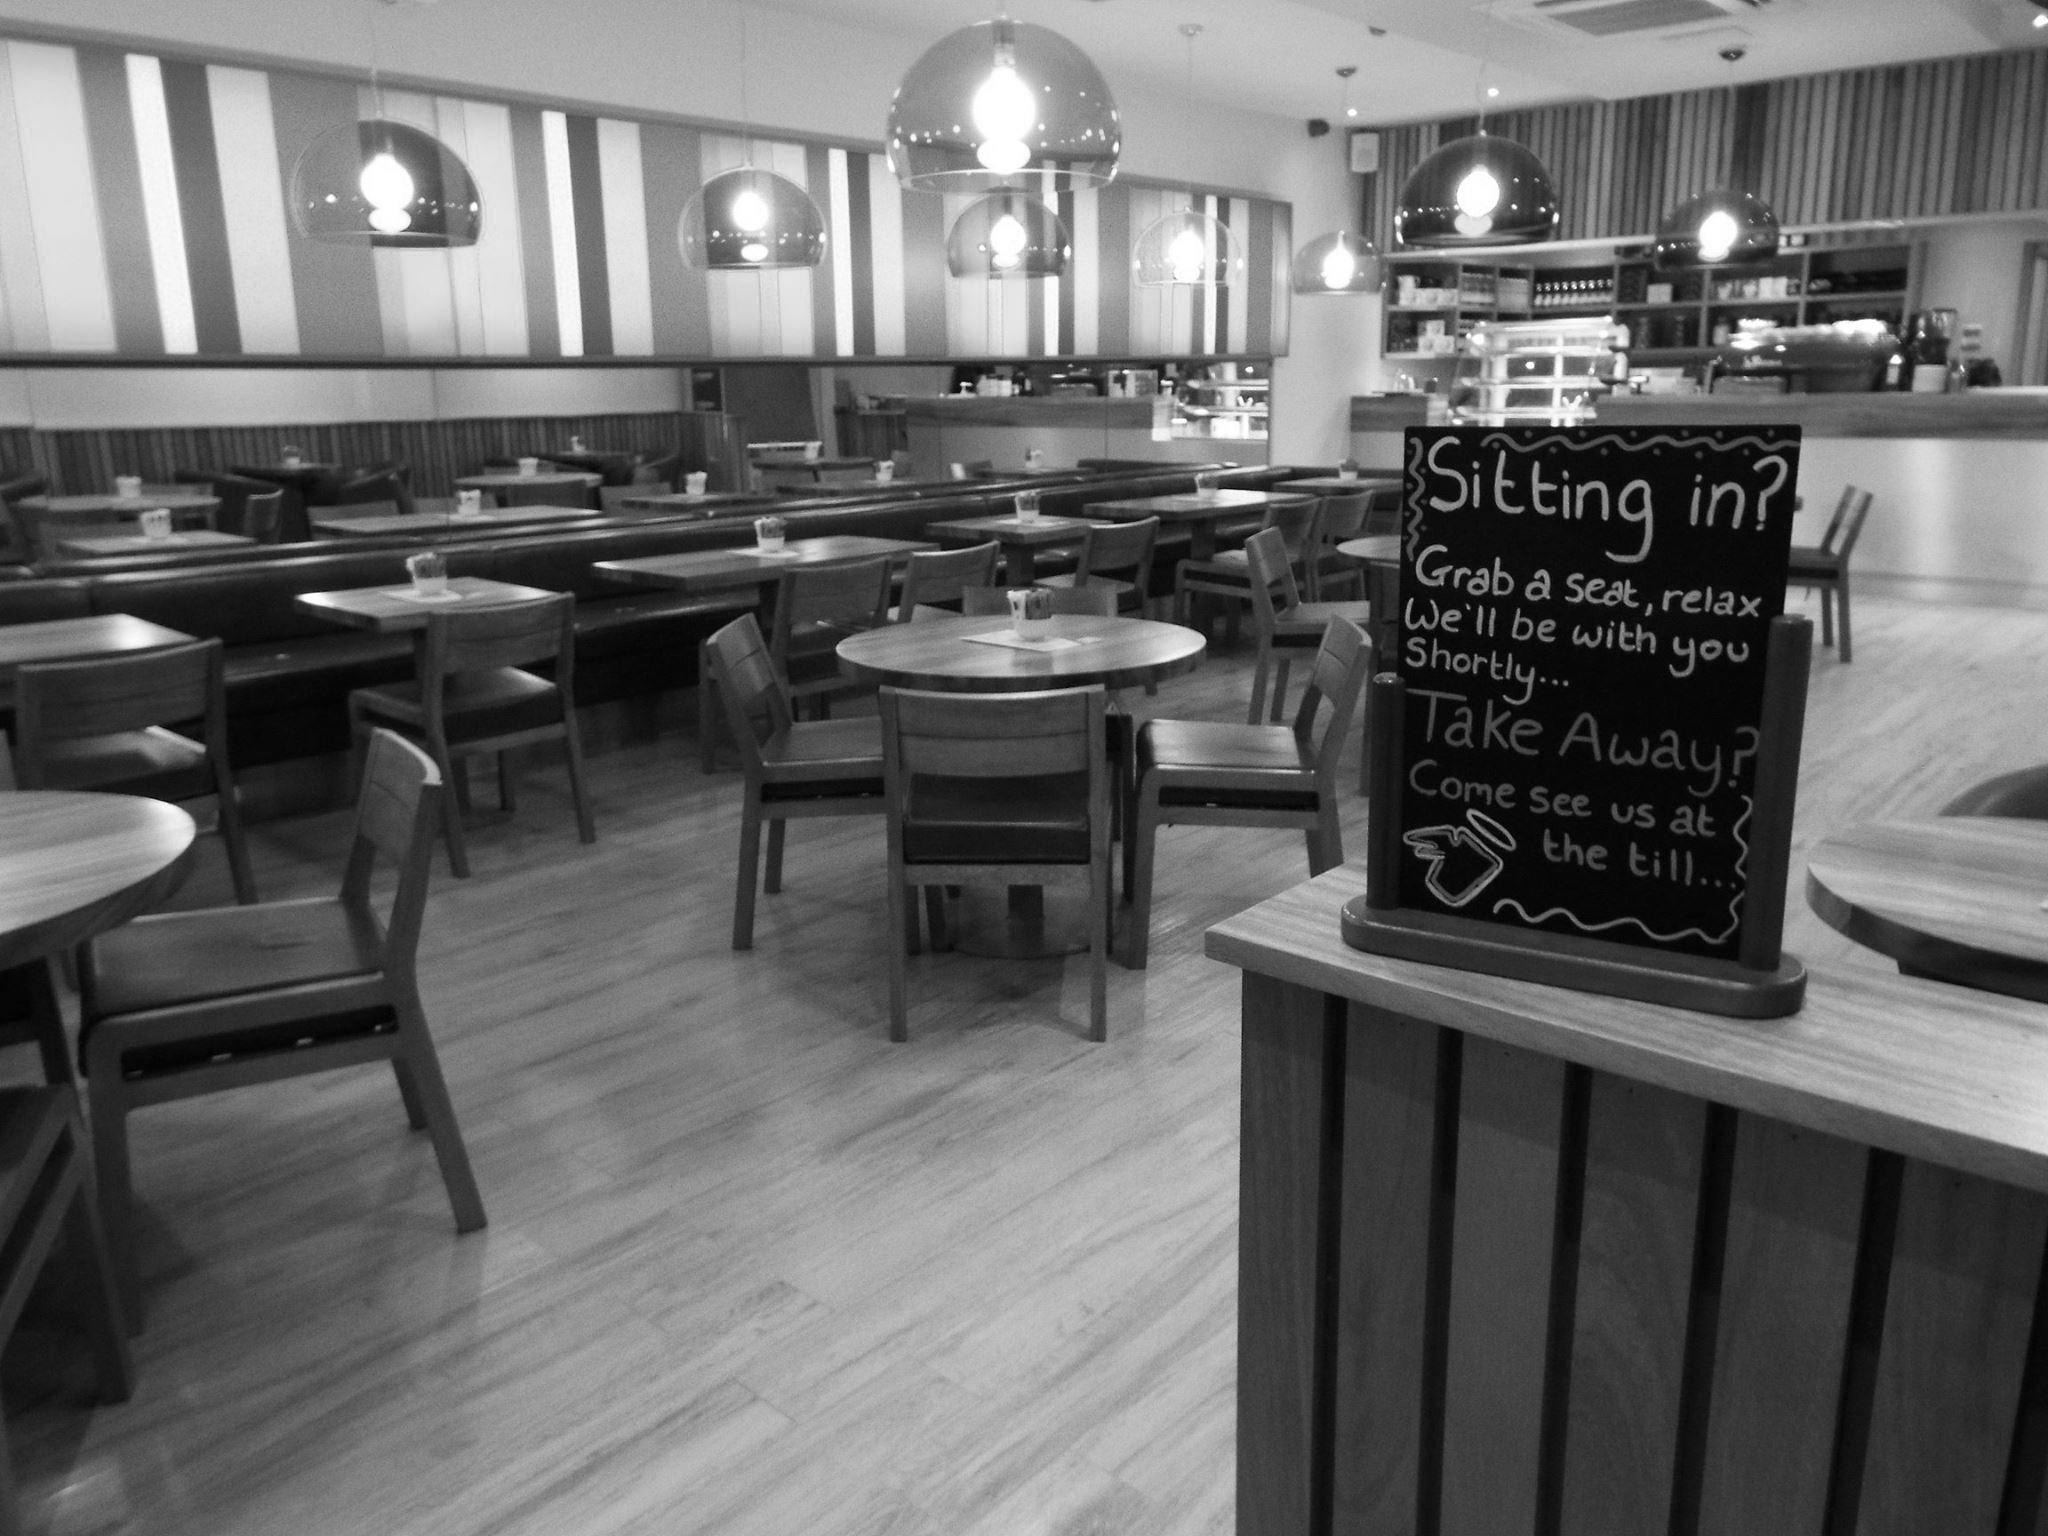 Sitting in?
Grab a seat, relax
We'll be with you
Shortly...
Take Away?
Come see us at
the till...